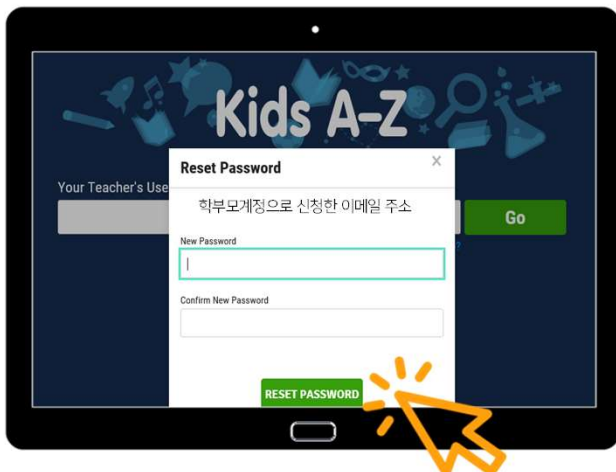 Kids A-Z
Reset Password
X
Your Teacher's Use
학부모계정으로 신청한 이메일 주소
Go
?
New Password
Confirm New Password
RESET PASSWORD